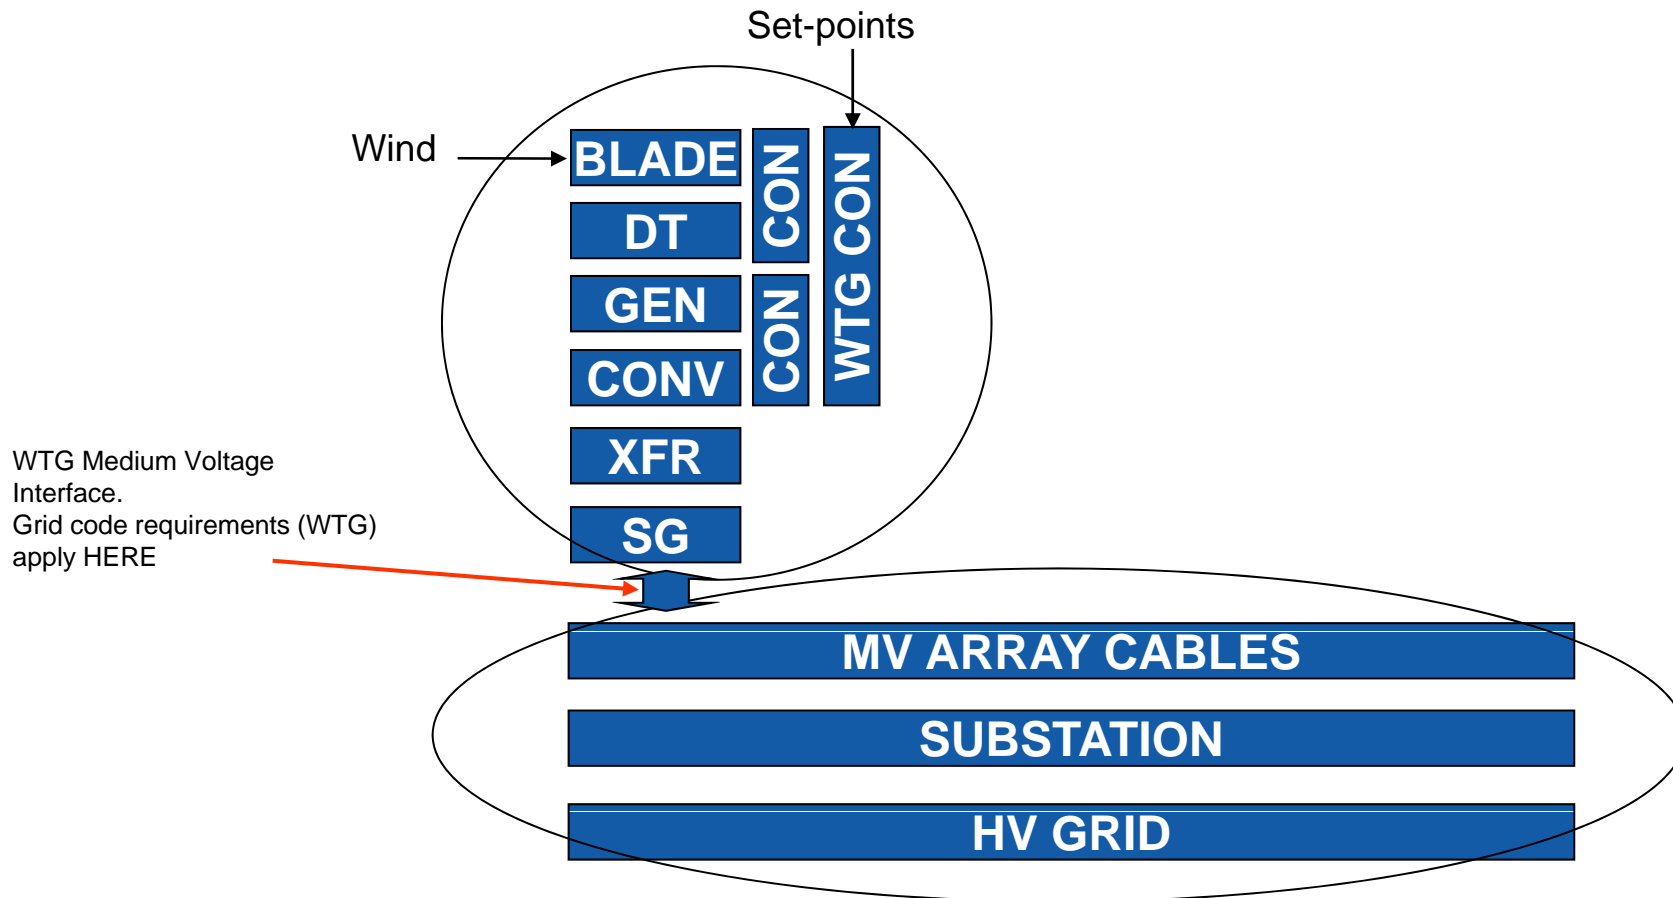 Set-points
Wind
BLADE
CON
WTG CON
DT
GEN
CON
CONV
XFR
SG
WTG Medium Voltage
Interface.
Grid code requirements (WTG)
apply HERE
MV ARRAY CABLES
SUBSTATION
HV GRID